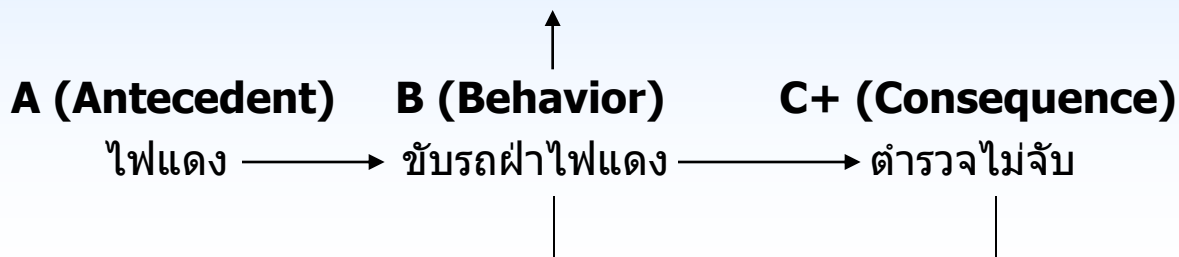 A (Antecedent) B (Behavior) C+ (Consequence)
ไฟแดง ขับรถฝ่าไฟแดง ตำรวจไม่จับ